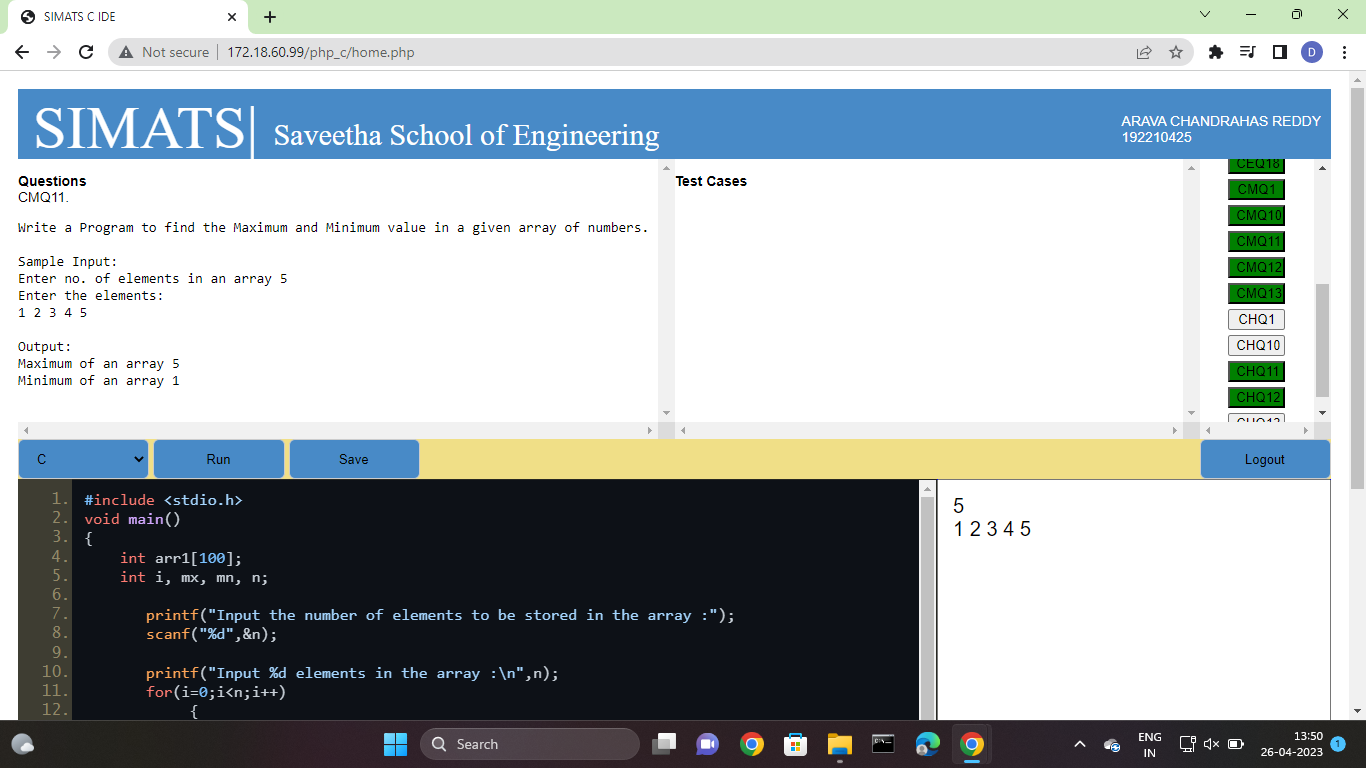 SIMATS C IDE
Not secure 172.18.60.99/php_c/home.php
D
SIMATS| Saveetha School of Engineering
ARAVA CHANDRAHAS REDDY
192210425
Questions
CMQ11.
Write a Program to find the Maximum and Minimum value in a given array of numbers.
Sample Input:
Enter no. of elements in an array 5
Enter the elements:
1 2 3 4 5
Output:
Maximum of an array 5
Minimum of an array 1
Test Cases
CEQ18
CMQ1
CMQ10
CMQ11
CMQ12
CMQ13
CHQ1
CHQ10
CHQ11
CHQ12
CHQ13
C Run Save Logout
1. #include <stdio.h>
2. void main()
3. {
4. int arr1[100];
5. int i, mx, mn, n;
6.
7. printf("Input the number of elements to be stored in the array :");
8. scanf("%d",&n);
9.
10. printf("Input %d elements in the array :\n",n);
11. for(i=0;i<n;i++)
12. {
5
1 2 3 4 5
Search
ENG
IN
13:50
26-04-2023
1